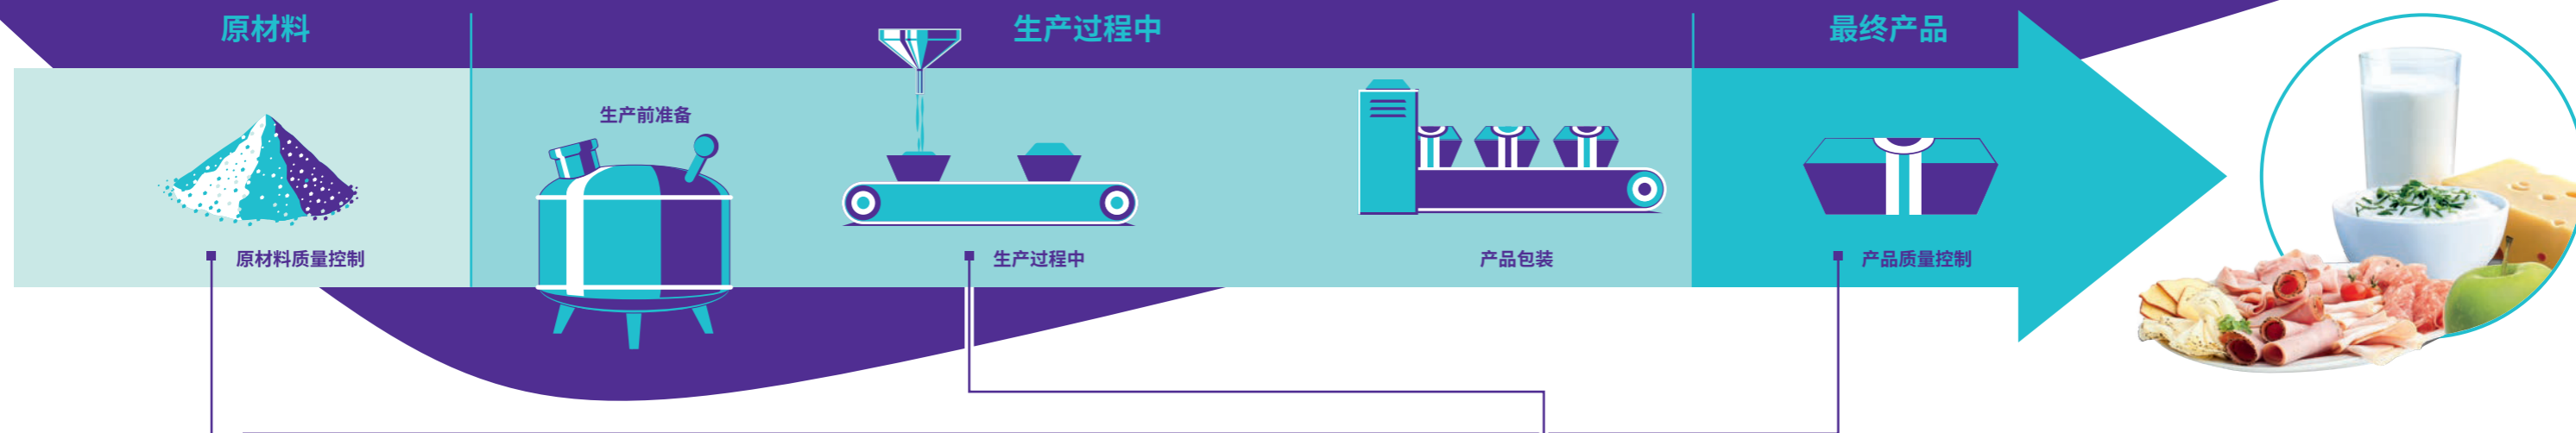 原材料
生产过程中
最终产品
生产前准备
原材料质量控制
生产过程中
产品包装
产品质量控制